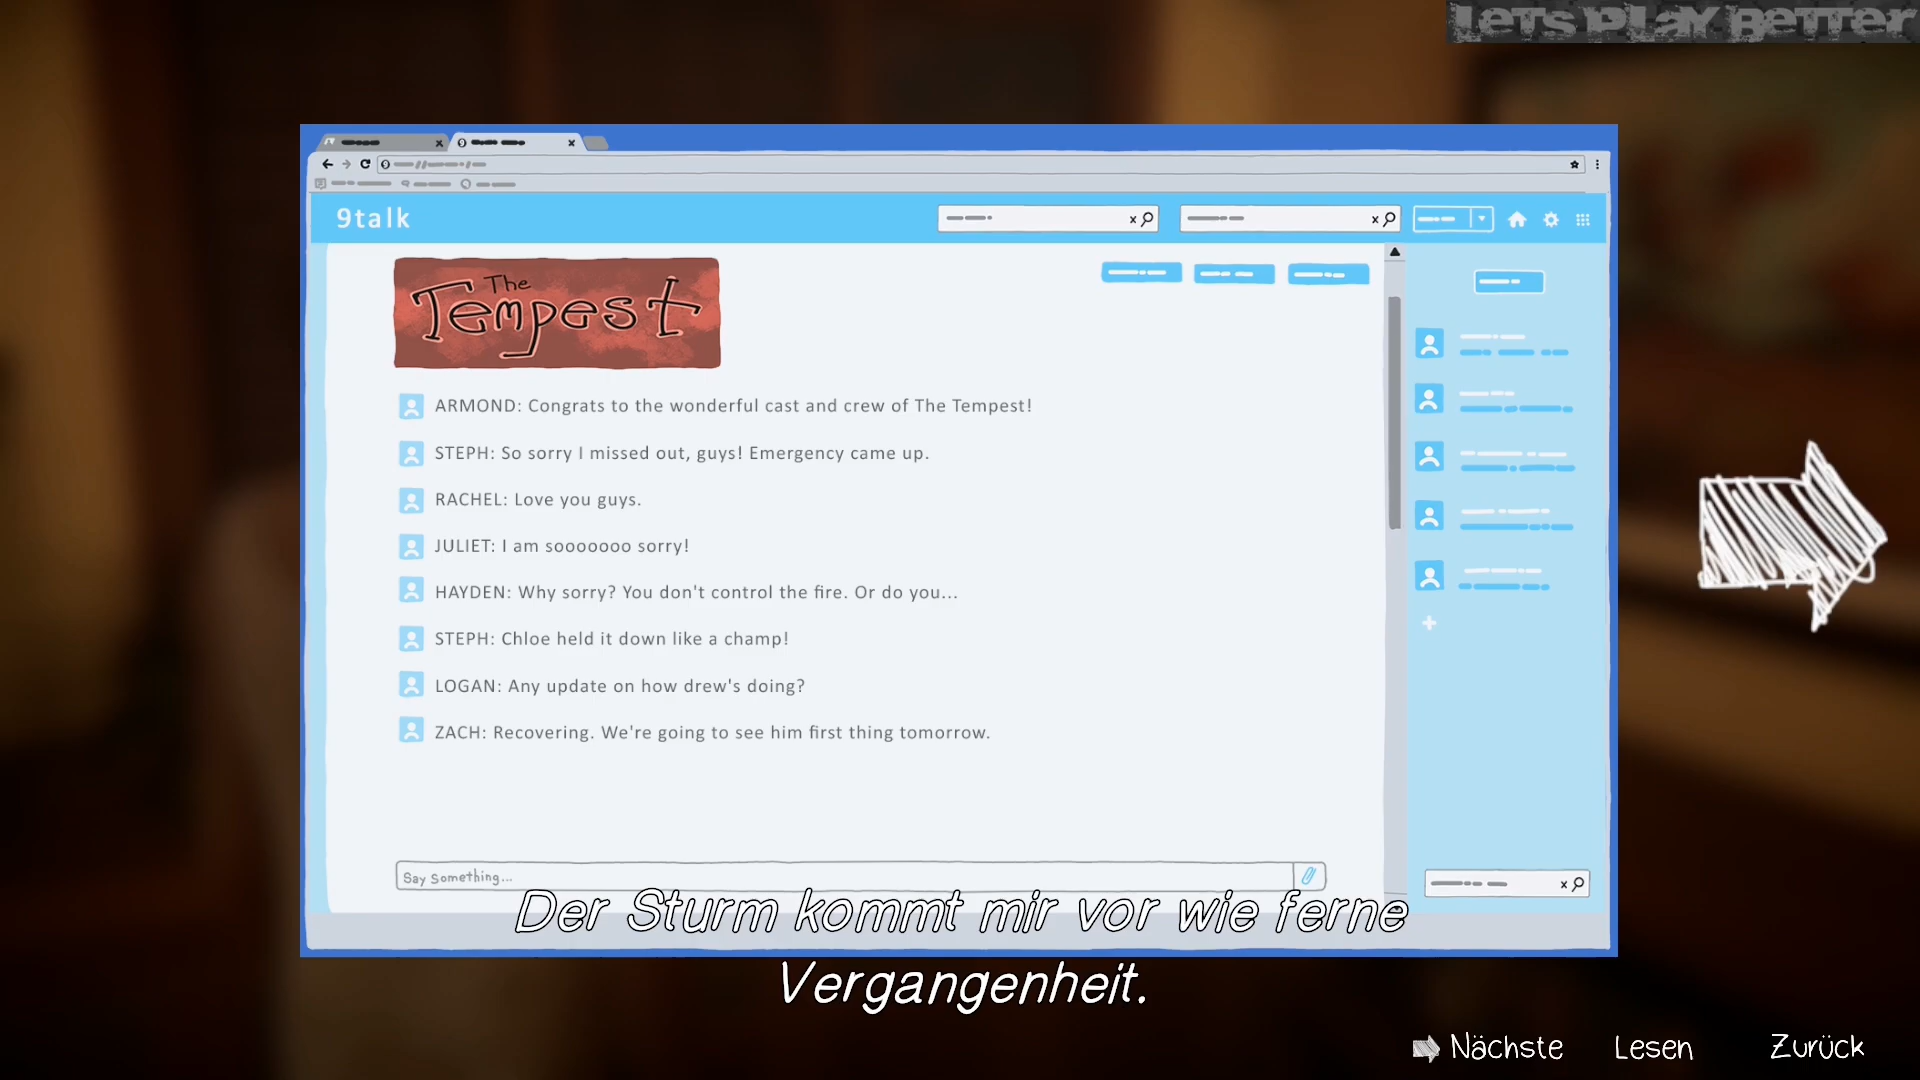 LETS PLAY BETTER
9talk
The
Tempest
ARMOND: Congrats to the wonderful cast and crew of The Tempest!
STEPH: So sorry I missed out, guys! Emergency came up.
RACHEL: Love you guys.
JULIET: I am sooooooo sorry!
HAYDEN: Why sorry? You don't control the fire. Or do you...
STEPH: Chloe held it down like a champ!
LOGAN: Any update on how drew's doing?
ZACH: Recovering. We're going to see him first thing tomorrow.
Say Something...
Der Sturm kommt mir vor wie ferne
Vergangenheit.
Nächste Lesen Zurück